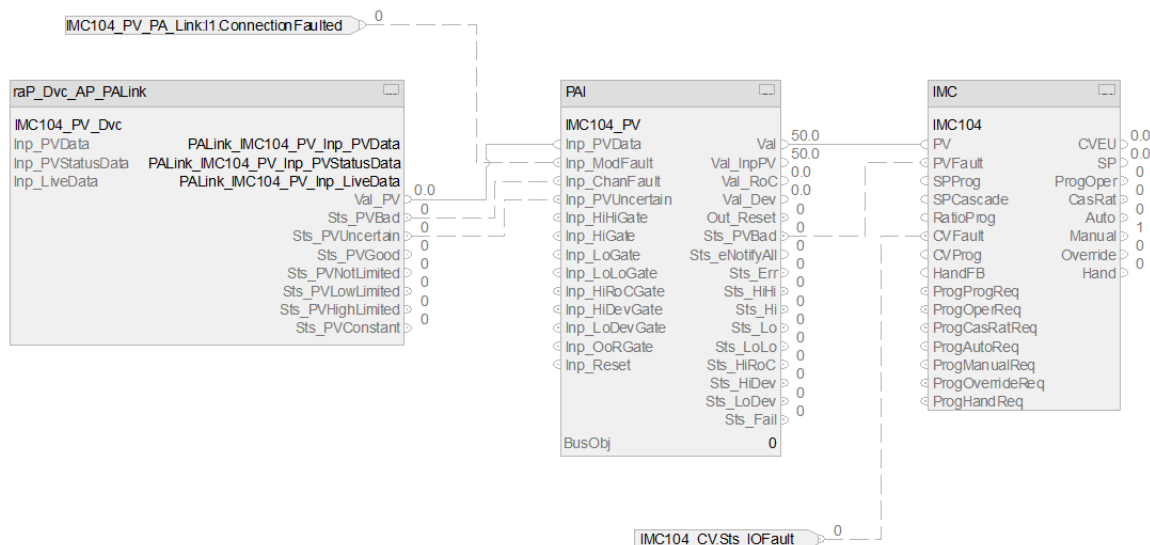 IMC104_PV_PA_Link:I1.ConnectionFaulted
0
raP_Dvc_AP_PALink
IMC104_PV_Dvc
Inp_PVData PALink_IMC104_PV_Inp_PVData
Inp_PVStatusData PALink_IMC104_PV_Inp_PVStatusData
Inp_LiveData PALink_IMC104_PV_Inp_LiveData
Val_PV 0.0
Sts_PVBad 0
Sts_PVUncertain 0
Sts_PVGood 0
Sts_PVNotLimited 0
Sts_PVLowLimited 0
Sts_PVHighLimited 0
Sts_PVConstant 0
PAI
IMC104_PV
Inp_PVData Val 50.0
Inp_ModFault Val_InpPV 50.0
Inp_ChanFault Val_RoC 0.0
Inp_PVUncertain Val_Dev 0.0
Inp_HiHiGate Out_Reset 0
Inp_HiGate Sts_PVBad 0
Inp_LoGate Sts_eNotifyAll 0
Inp_LoLoGate Sts_Err 0
Inp_HiRoCGate Sts_HiHi 0
Inp_HiDevGate Sts_Hi 0
Inp_LoDevGate Sts_Lo 0
Inp_OoRGate Sts_LoLo 0
Inp_Reset Sts_HiRoC 0
Sts_HiDev 0
Sts_LoDev 0
Sts_Fail 0
BusObj 0
IMC
IMC104
PV CVEU 0.0
PVFault SP 0.0
SPProg ProgOper 0
SPCascade CasRat 0
RatioProg Auto 0
CVFault Manual 1
CVProg Override 0
HandFB Hand 0
ProgProgReq
ProgOperReq
ProgCasRatReq
ProgAutoReq
ProgManualReq
ProgOverrideReq
ProgHandReq
IMC104_CV.Sts_IOFault 0